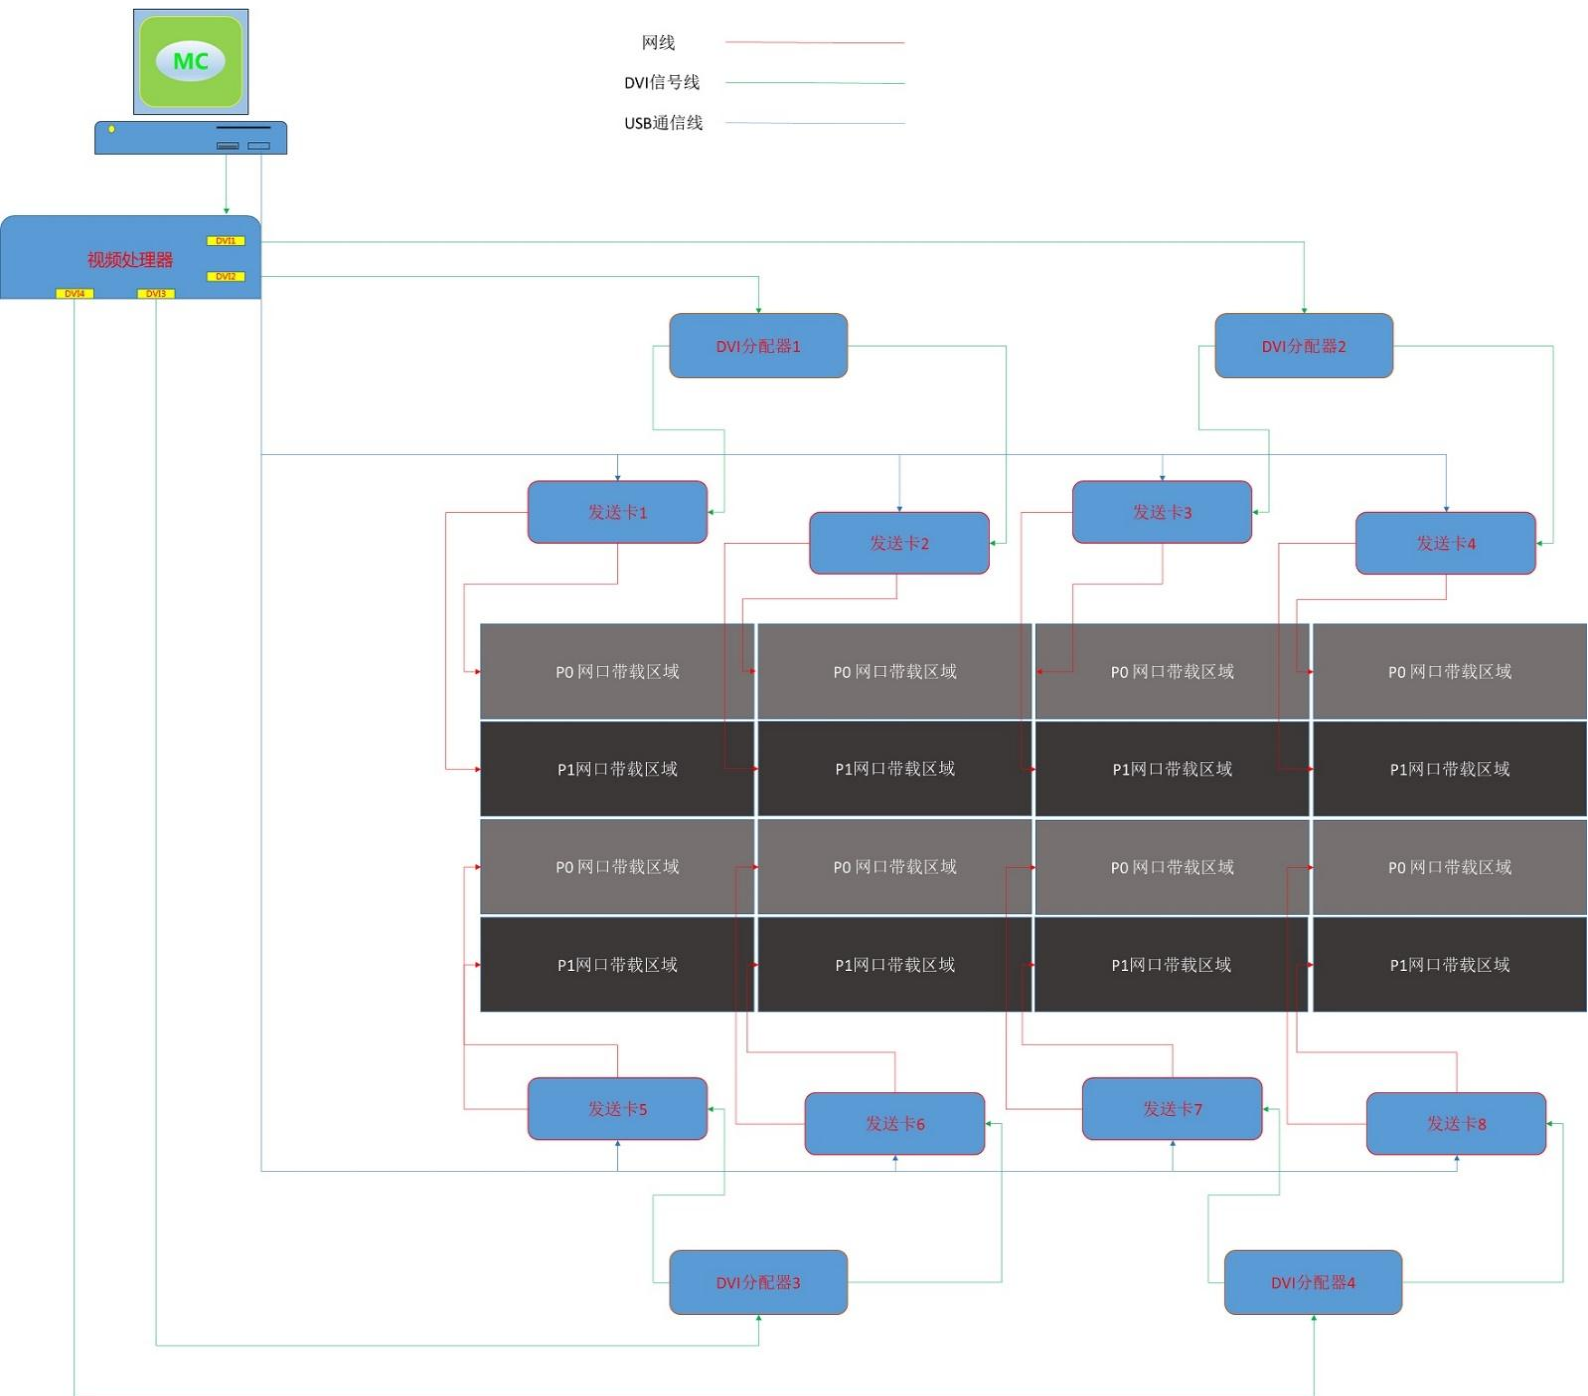 MC
网线
DVI信号线
USB通信线
视频处理器
DVI1
DVI2
DVI4
DVI3
DVI分配器1
DVI分配器2
发送卡1
发送卡2
发送卡3
发送卡4
P0 网口带载区域
P0 网口带载区域
P0 网口带载区域
P0 网口带载区域
P1网口带载区域
P1网口带载区域
P1网口带载区域
P1网口带载区域
P0 网口带载区域
P0 网口带载区域
P0 网口带载区域
P0 网口带载区域
P1网口带载区域
P1网口带载区域
P1网口带载区域
P1网口带载区域
发送卡5
发送卡6
发送卡7
发送卡8
DVI分配器3
DVI分配器4